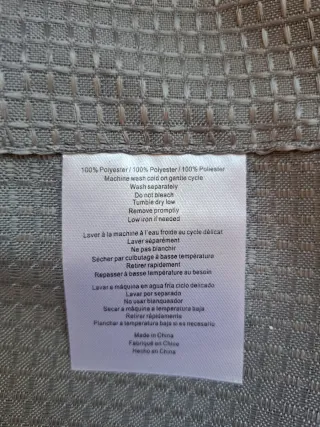 100% Polyester / 100% Polyester / 100% Poliester
Machine wash cold on gentle cycle
Wash separately
Do not bleach
Tumble dry low
Remove promptly
Low iron if needed
Laver à la machine à l'eau froide au cycle délicat
Laver séparément
Ne pas blanchir
Sécher par culbutage à basse température
Retirer rapidement
Repasser à basse température au besoin
Lavar a máquina en agua fría ciclo delicado
Lavar por separado
No usar blanqueador
Secar a máquina a temperatura baja
Retirar rápidamente
Planchar a temperatura baja si es necesario
Made in China
Fabriqué en Chine
Hecho en China